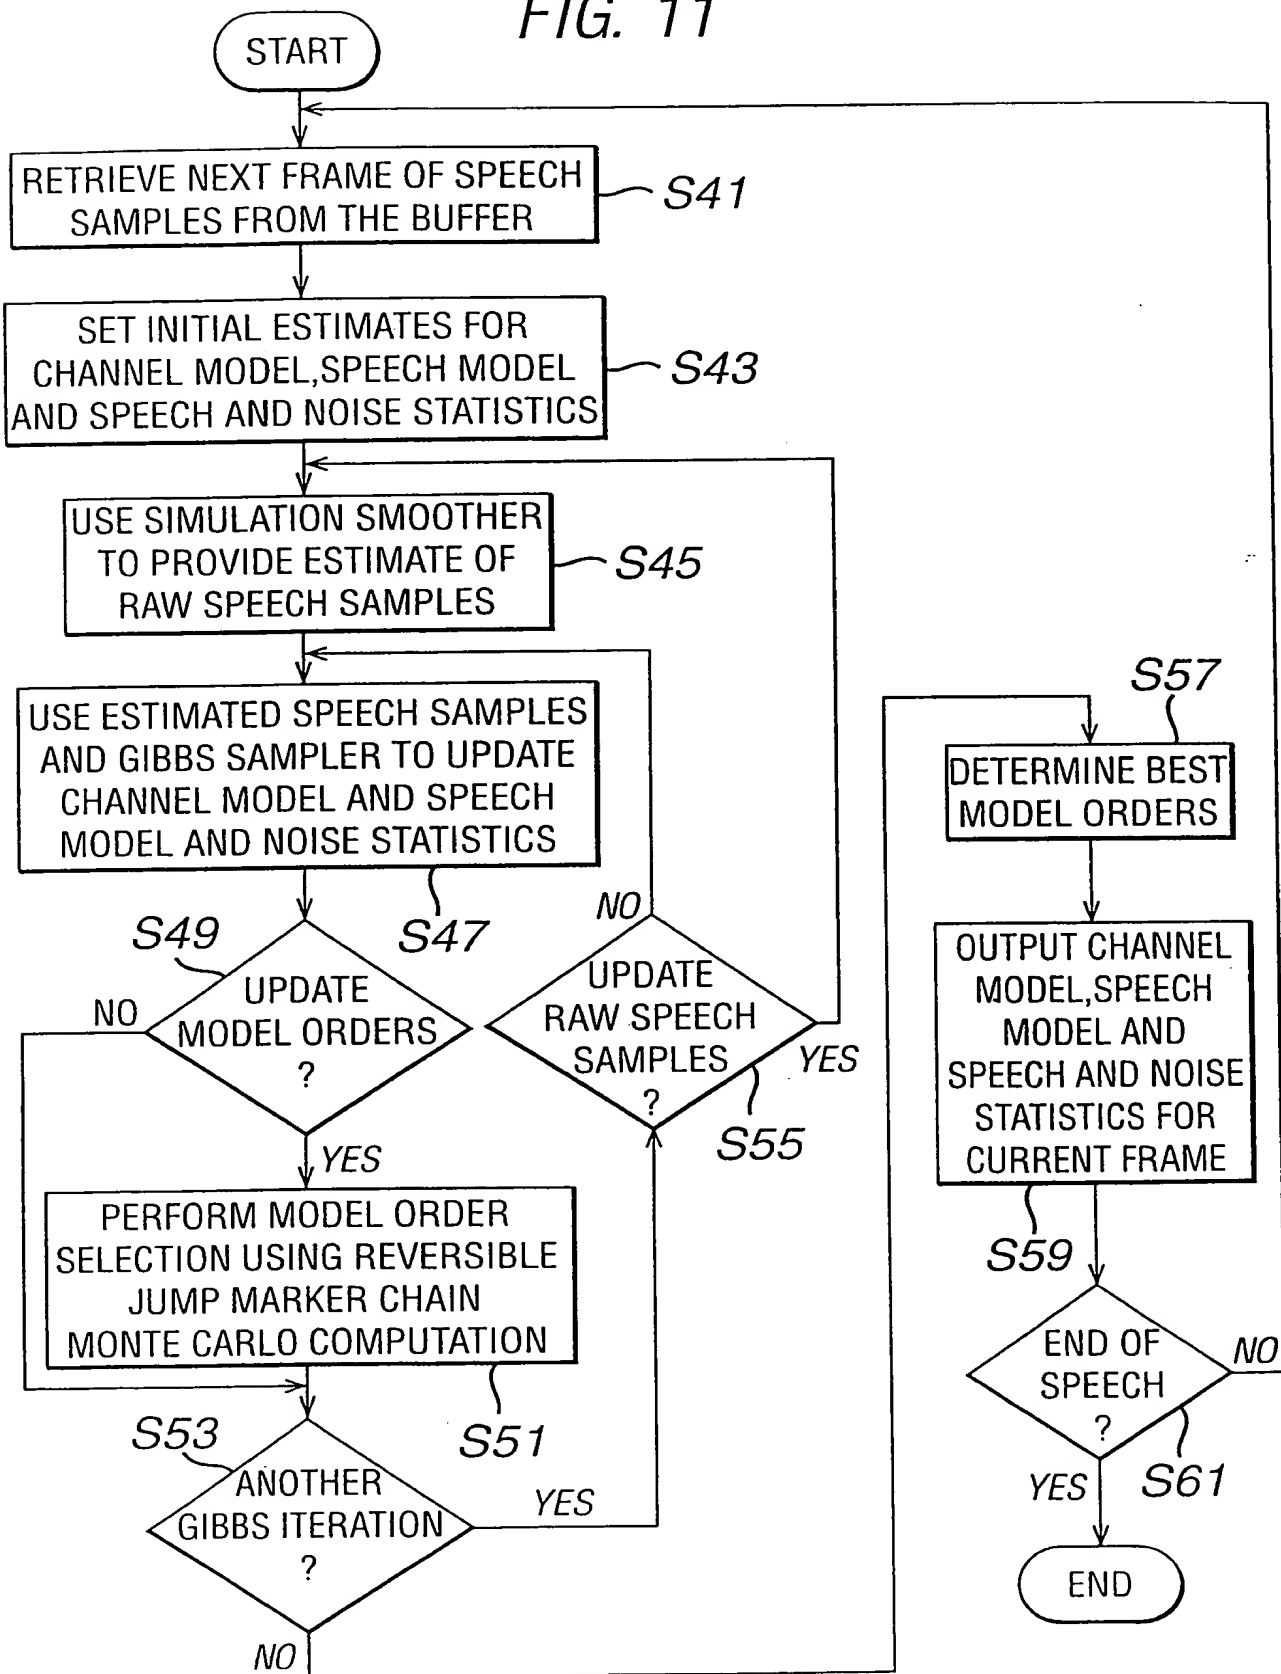 FIG. 11
START
RETRIEVE NEXT FRAME OF SPEECH
SAMPLES FROM THE BUFFER
S41
SET INITIAL ESTIMATES FOR
CHANNEL MODEL,SPEECH MODEL
AND SPEECH AND NOISE STATISTICS
S43
USE SIMULATION SMOOTHER
TO PROVIDE ESTIMATE OF
RAW SPEECH SAMPLES
S45
USE ESTIMATED SPEECH SAMPLES
AND GIBBS SAMPLER TO UPDATE
CHANNEL MODEL AND SPEECH
MODEL AND NOISE STATISTICS
S47
S49
UPDATE
MODEL ORDERS
?
NO
YES
PERFORM MODEL ORDER
SELECTION USING REVERSIBLE
JUMP MARKER CHAIN
MONTE CARLO COMPUTATION
S51
S53
ANOTHER
GIBBS ITERATION
?
YES
NO
NO
UPDATE
RAW SPEECH
SAMPLES
?
YES
S55
S57
DETERMINE BEST
MODEL ORDERS
OUTPUT CHANNEL
MODEL,SPEECH
MODEL AND
SPEECH AND NOISE
STATISTICS FOR
CURRENT FRAME
S59
END OF
SPEECH
?
NO
S61
YES
END